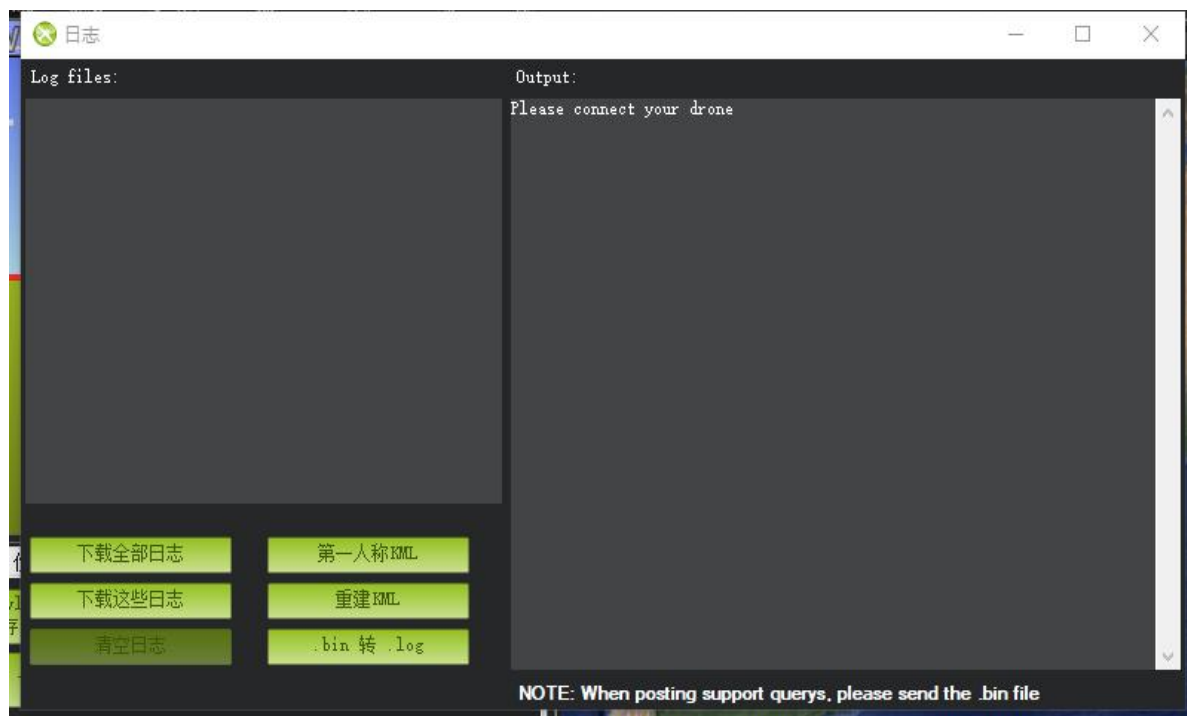 日志
Log files:
Output:
Please connect your drone
下载全部日志
第一人称KML
下载这些日志
重建KML
清空日志
.bin 转 .log
NOTE: When posting support querys, please send the .bin file